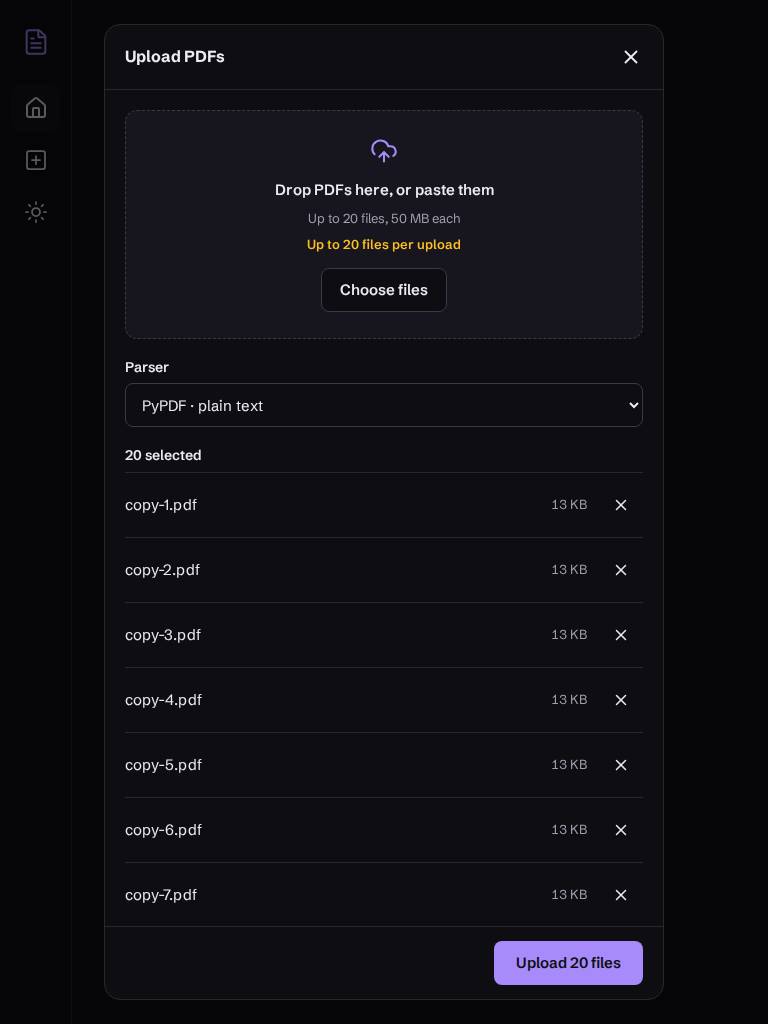 Upload PDFs
Drop PDFs here, or paste them
Up to 20 files, 50 MB each
Up to 20 files per upload
Choose files
Parser
PyPDF · plain text
20 selected
copy-1.pdf 13 KB
copy-2.pdf 13 KB
copy-3.pdf 13 KB
copy-4.pdf 13 KB
copy-5.pdf 13 KB
copy-6.pdf 13 KB
copy-7.pdf 13 KB
Upload 20 files